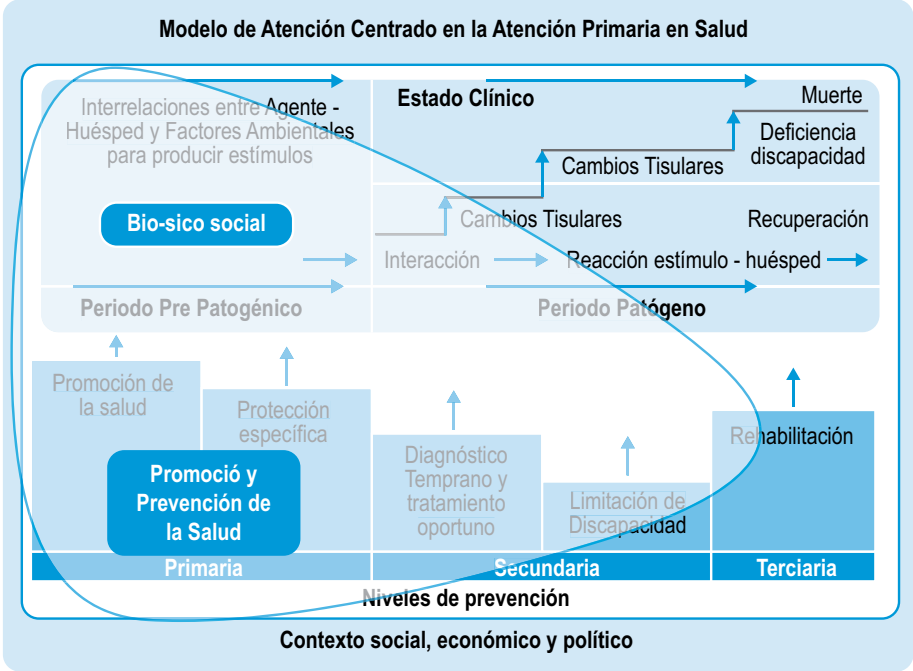 Modelo de Atención Centrado en la Atención Primaria en Salud
Interrelaciones entre Agente -
Huésped y Factores Ambientales
para producir estímulos
Bio-sico social
Estado Clínico
Muerte
Deficiencia
discapacidad
Cambios Tisulares
Cambios Tisulares
Recuperación
Interacción
Reacción estímulo - huésped
Periodo Pre Patogénico
Periodo Patógeno
Promoción de
la salud
Protección
específica
Promoció y
Prevención de
la Salud
Diagnóstico
Temprano y
tratamiento
oportuno
Limitación de
Discapacidad
Rehabilitación
Primaria
Secundaria
Terciaria
Niveles de prevención
Contexto social, económico y político